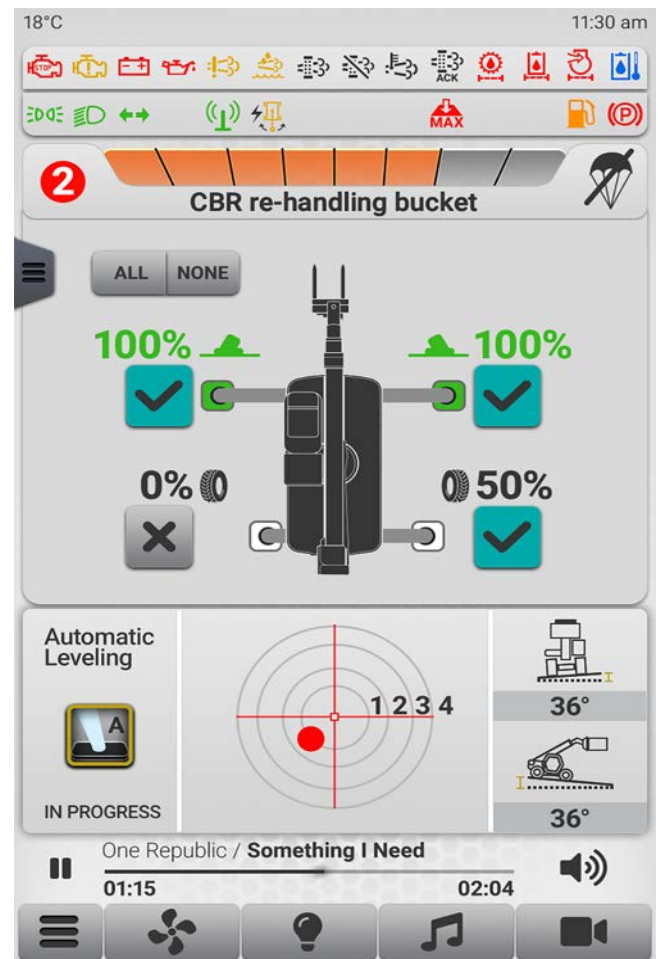 18°C
11:30 am
STOP
ACK
MAX
P
2
CBR re-handling bucket
ALL NONE
100% 100%
0% 50%
Automatic
Leveling
A
IN PROGRESS
1 2 3 4
36°
36°
One Republic / Something I Need
01:15 02:04